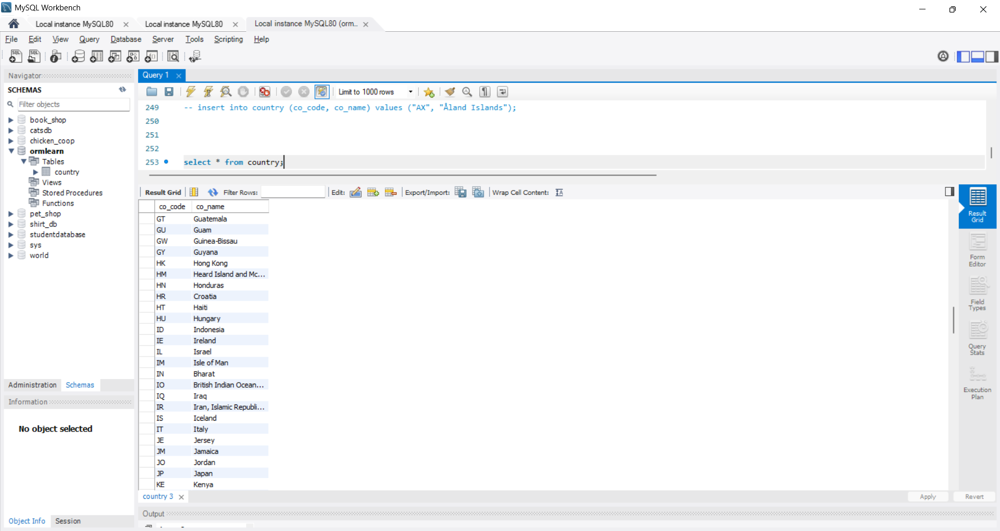 MySQL Workbench
Local instance MySQL80 Local instance MySQL80 Local instance MySQL80 (orm...
File Edit View Query Database Server Tools Scripting Help
Navigator
SCHEMAS
Filter objects
book_shop
catsdb
chicken_coop
ormlearn
Tables
country
Views
Stored Procedures
Functions
pet_shop
shirt_db
studentdatabase
sys
world
Administration Schemas
Information
No object selected
Object Info Session
Query 1
Limit to 1000 rows
249 -- insert into country (co_code, co_name) values ("AX", "Åland Islands");
250
251
252
253 select * from country;
Result Grid Filter Rows: Edit: Export/Import: Wrap Cell Content:
co_code co_name
GT Guatemala
GU Guam
GW Guinea-Bissau
GY Guyana
HK Hong Kong
HM Heard Island and Mc...
HN Honduras
HR Croatia
HT Haiti
HU Hungary
ID Indonesia
IE Ireland
IL Israel
IM Isle of Man
IN Bharat
IO British Indian Ocean...
IQ Iraq
IR Iran, Islamic Republi...
IS Iceland
IT Italy
JE Jersey
JM Jamaica
JO Jordan
JP Japan
KE Kenya
Result
Grid
Form
Editor
Field
Types
Query
Stats
Execution
Plan
country 3
Apply Revert
Output